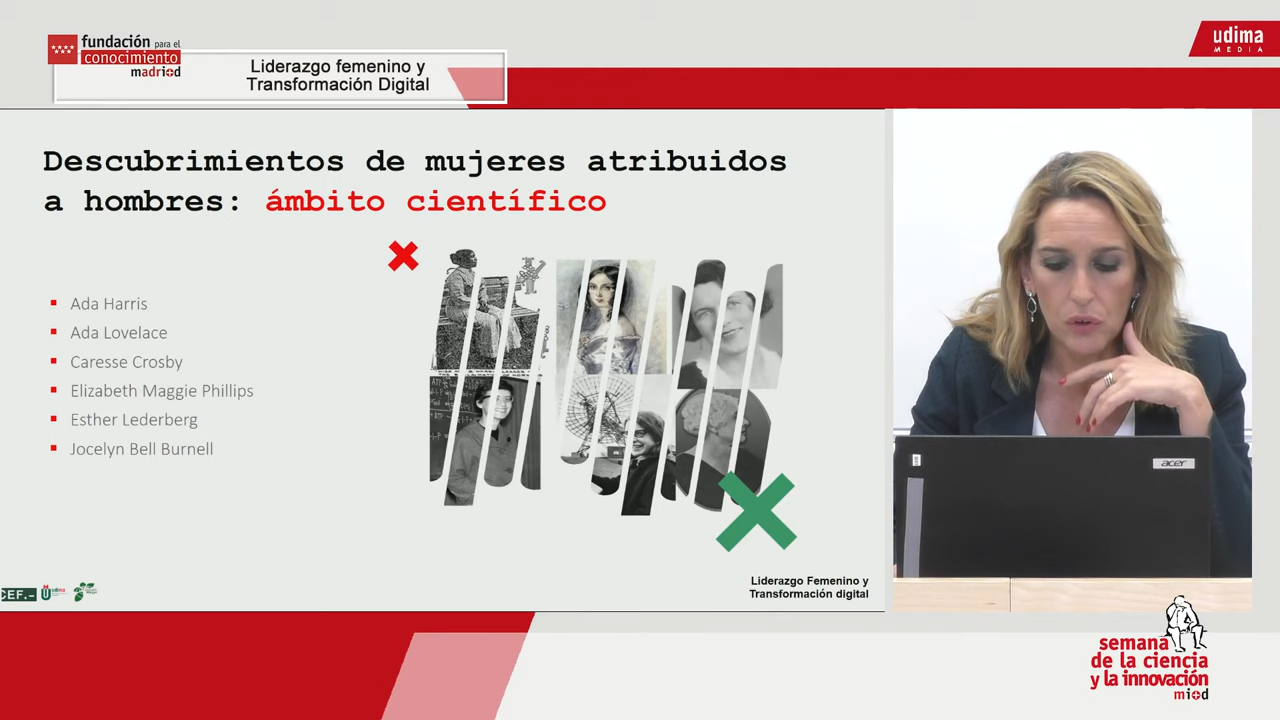 fundación para el
conocimiento
madri+d
Liderazgo femenino y
Transformación Digital
udima
MEDIA
Descubrimientos de mujeres atribuidos
a hombres: ámbito científico
Ada Harris
Ada Lovelace
Caresse Crosby
Elizabeth Maggie Phillips
Esther Lederberg
Jocelyn Bell Burnell
acer
CEF.-
udima
Liderazgo Femenino y
Transformación digital
semana
de la ciencia
y la innovación
mi+d